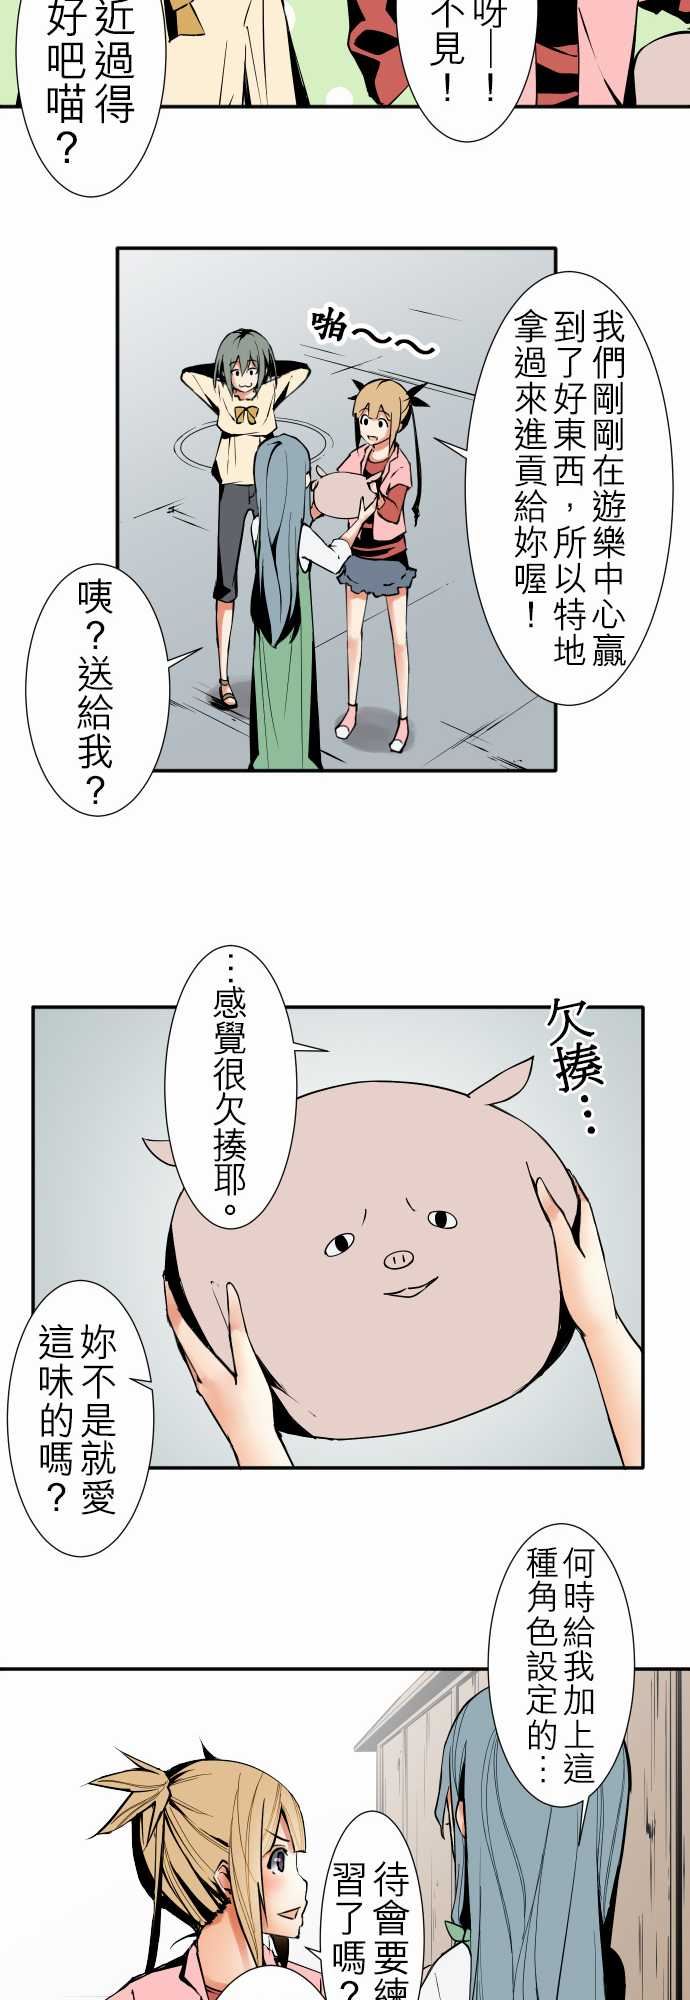 呀—！
不見！
近過得
好吧喵？
我們剛剛在遊樂中心贏
到了好東西，所以特地
拿過來進貢給妳喔！
啪～～
咦？送給我？
欠揍…
…感覺很欠揍耶。
妳不是就愛
這味的嗎？
何時給我加上這
種角色設定的…
待會要練
習了嗎？